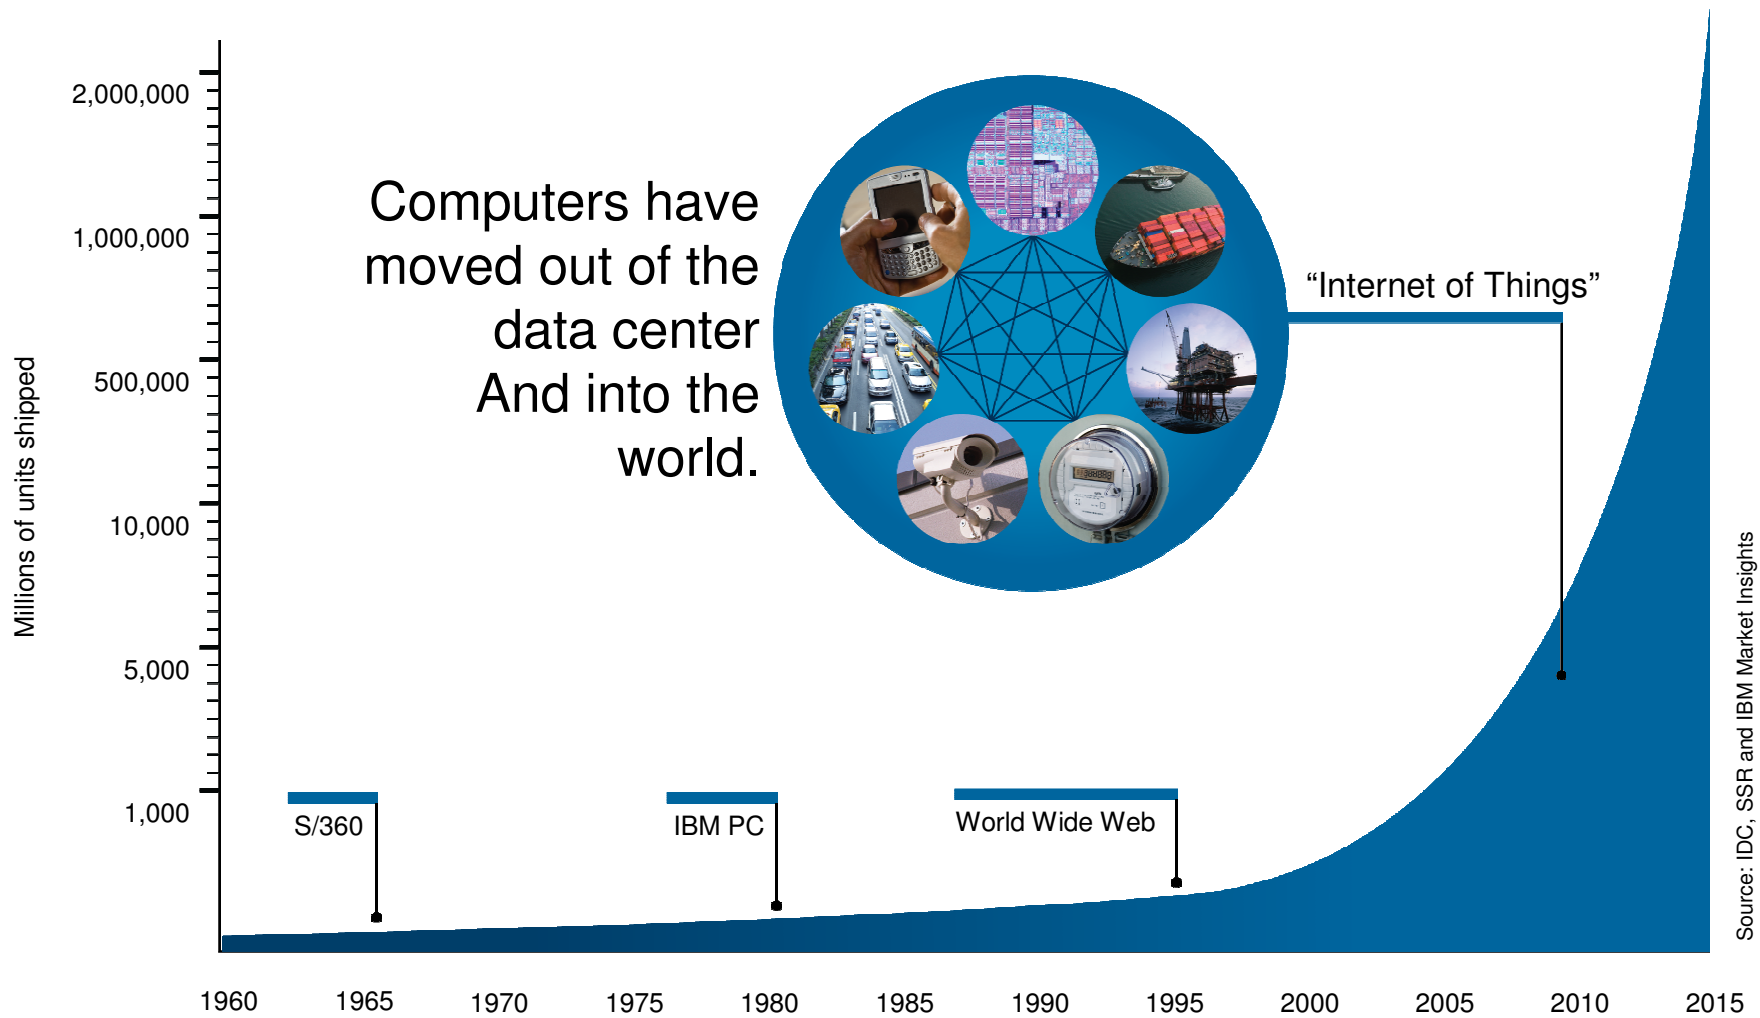 2,000,000
1,000,000
500,000
10,000
5,000
1,000
Millions of units shipped
Computers have
moved out of the
data center
And into the
world.
“Internet of Things”
S/360
IBM PC
World Wide Web
1960
1965
1970
1975
1980
1985
1990
1995
2000
2005
2010
2015
Source: IDC, SSR and IBM Market Insights